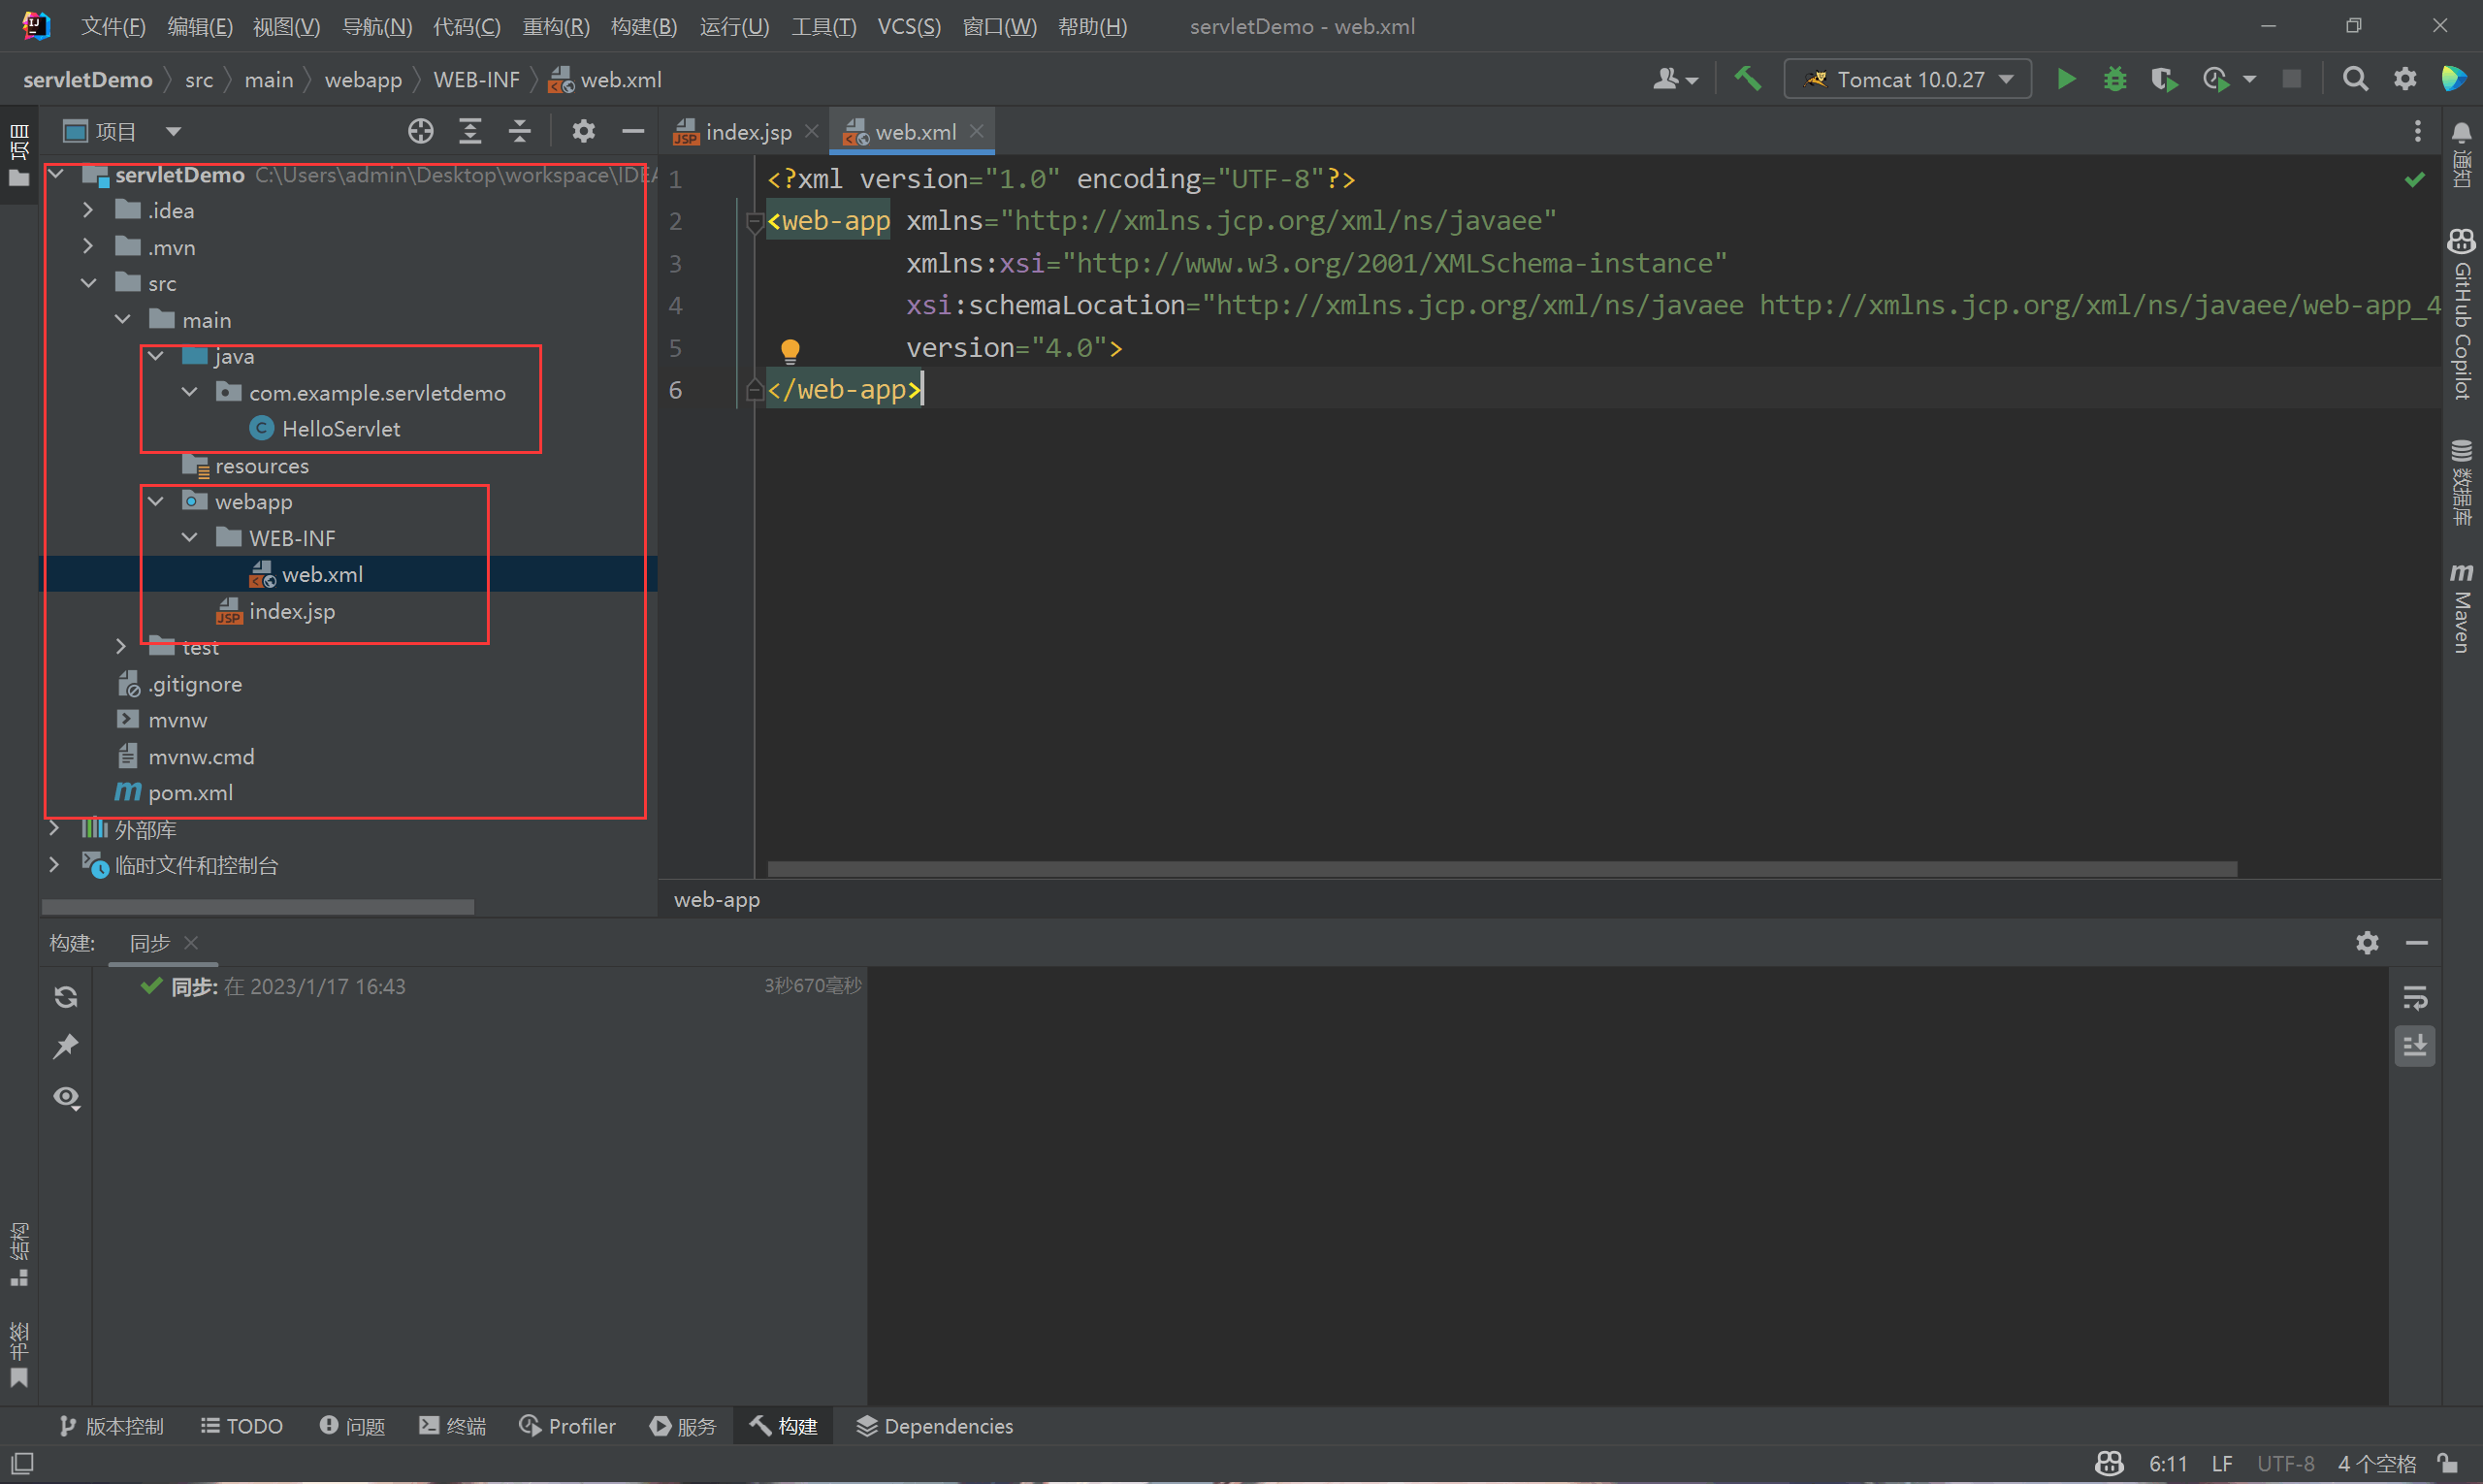 文件(F) 编辑(E) 视图(V) 导航(N) 代码(C) 重构(R) 构建(B) 运行(U) 工具(T) VCS(S) 窗口(W) 帮助(H) servletDemo - web.xml
servletDemo src main webapp WEB-INF web.xml
Tomcat 10.0.27
项目
项目
index.jsp
web.xml
servletDemo C:\Users\admin\Desktop\workspace\IDEA
.idea
.mvn
src
main
java
com.example.servletdemo
HelloServlet
resources
webapp
WEB-INF
web.xml
index.jsp
test
.gitignore
mvnw
mvnw.cmd
pom.xml
外部库
临时文件和控制台
1 <?xml version="1.0" encoding="UTF-8"?>
2 <web-app xmlns="http://xmlns.jcp.org/xml/ns/javaee"
3 xmlns:xsi="http://www.w3.org/2001/XMLSchema-instance"
4 xsi:schemaLocation="http://xmlns.jcp.org/xml/ns/javaee http://xmlns.jcp.org/xml/ns/javaee/web-app_4
5 version="4.0">
6 </web-app>
web-app
通知
GitHub Copilot
数据库
Maven
构建: 同步
同步: 在 2023/1/17 16:43 3秒670毫秒
结构
书签
版本控制 TODO 问题 终端 Profiler 服务 构建 Dependencies
6:11 LF UTF-8 4 个空格